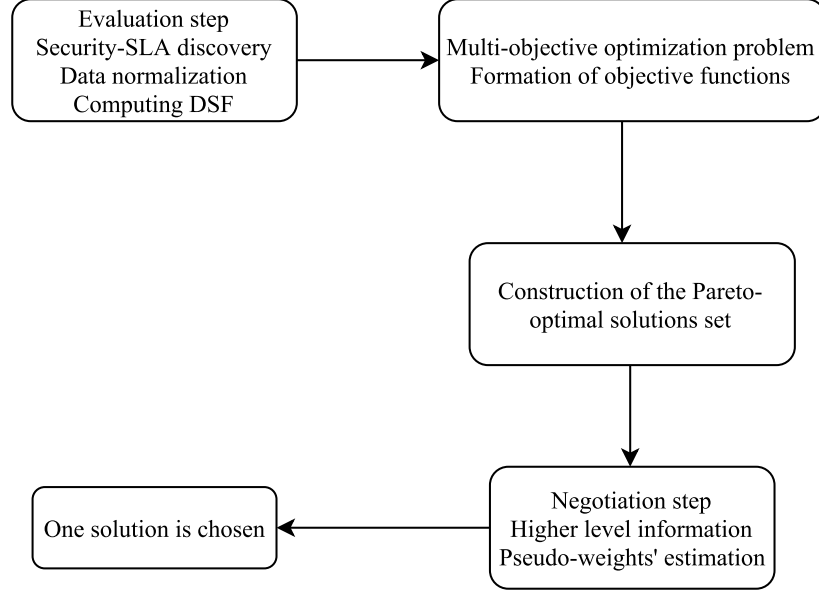 Evaluation step
Security-SLA discovery
Data normalization
Computing DSF
Multi-objective optimization problem
Formation of objective functions
Construction of the Pareto-
optimal solutions set
Negotiation step
Higher level information
Pseudo-weights' estimation
One solution is chosen